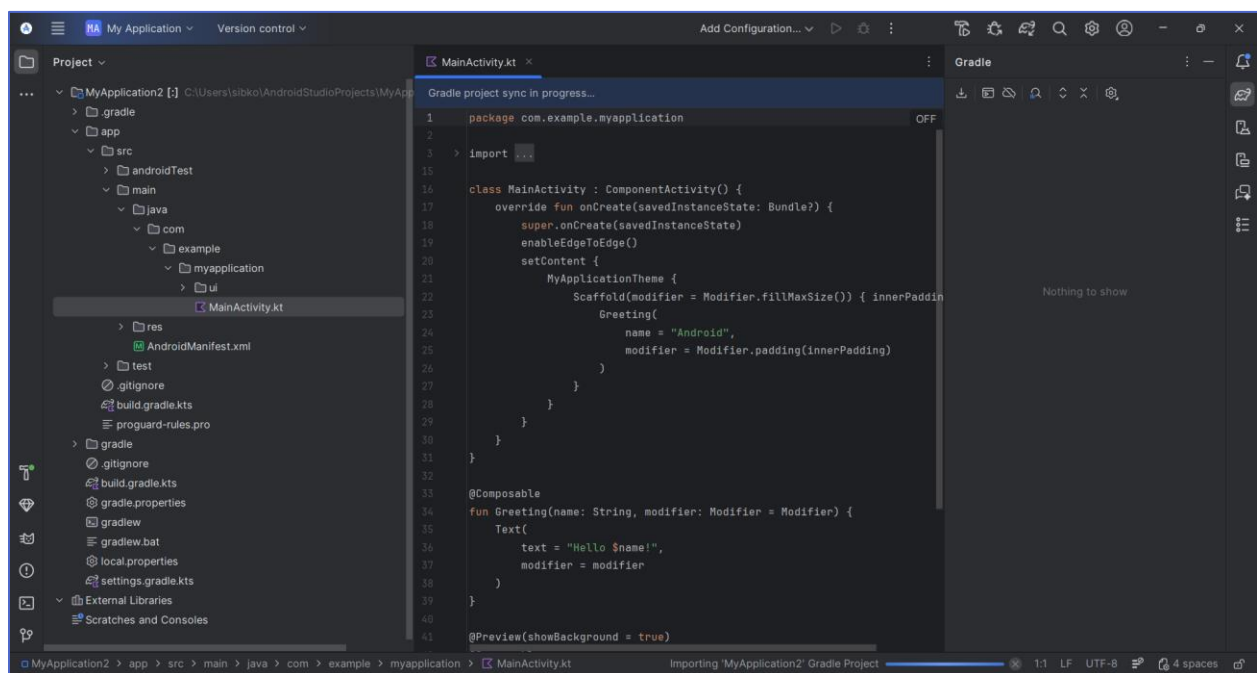 MA My Application Version control Add Configuration...
Project
MainActivity.kt
Gradle
MyApplication2 [:] C:\Users\sibko\AndroidStudioProjects\MyApp
.gradle
app
src
androidTest
main
java
com
example
myapplication
ui
MainActivity.kt
res
AndroidManifest.xml
test
.gitignore
build.gradle.kts
proguard-rules.pro
gradle
.gitignore
build.gradle.kts
gradle.properties
gradlew
gradlew.bat
local.properties
settings.gradle.kts
External Libraries
Scratches and Consoles
Gradle project sync in progress...
1 package com.example.myapplication OFF
2
3 import ...
15
16 class MainActivity : ComponentActivity() {
17 override fun onCreate(savedInstanceState: Bundle?) {
18 super.onCreate(savedInstanceState)
19 enableEdgeToEdge()
20 setContent {
21 MyApplicationTheme {
22 Scaffold(modifier = Modifier.fillMaxSize()) { innerPaddin
23 Greeting(
24 name = "Android",
25 modifier = Modifier.padding(innerPadding)
26 )
27 }
28 }
29 }
30 }
31 }
32
33 @Composable
34 fun Greeting(name: String, modifier: Modifier = Modifier) {
35 Text(
36 text = "Hello $name!",
37 modifier = modifier
38 )
39 }
40
41 @Preview(showBackground = true)
Nothing to show
MyApplication2 > app > src > main > java > com > example > myapplication > MainActivity.kt Importing 'MyApplication2' Gradle Project 1:1 LF UTF-8 4 spaces